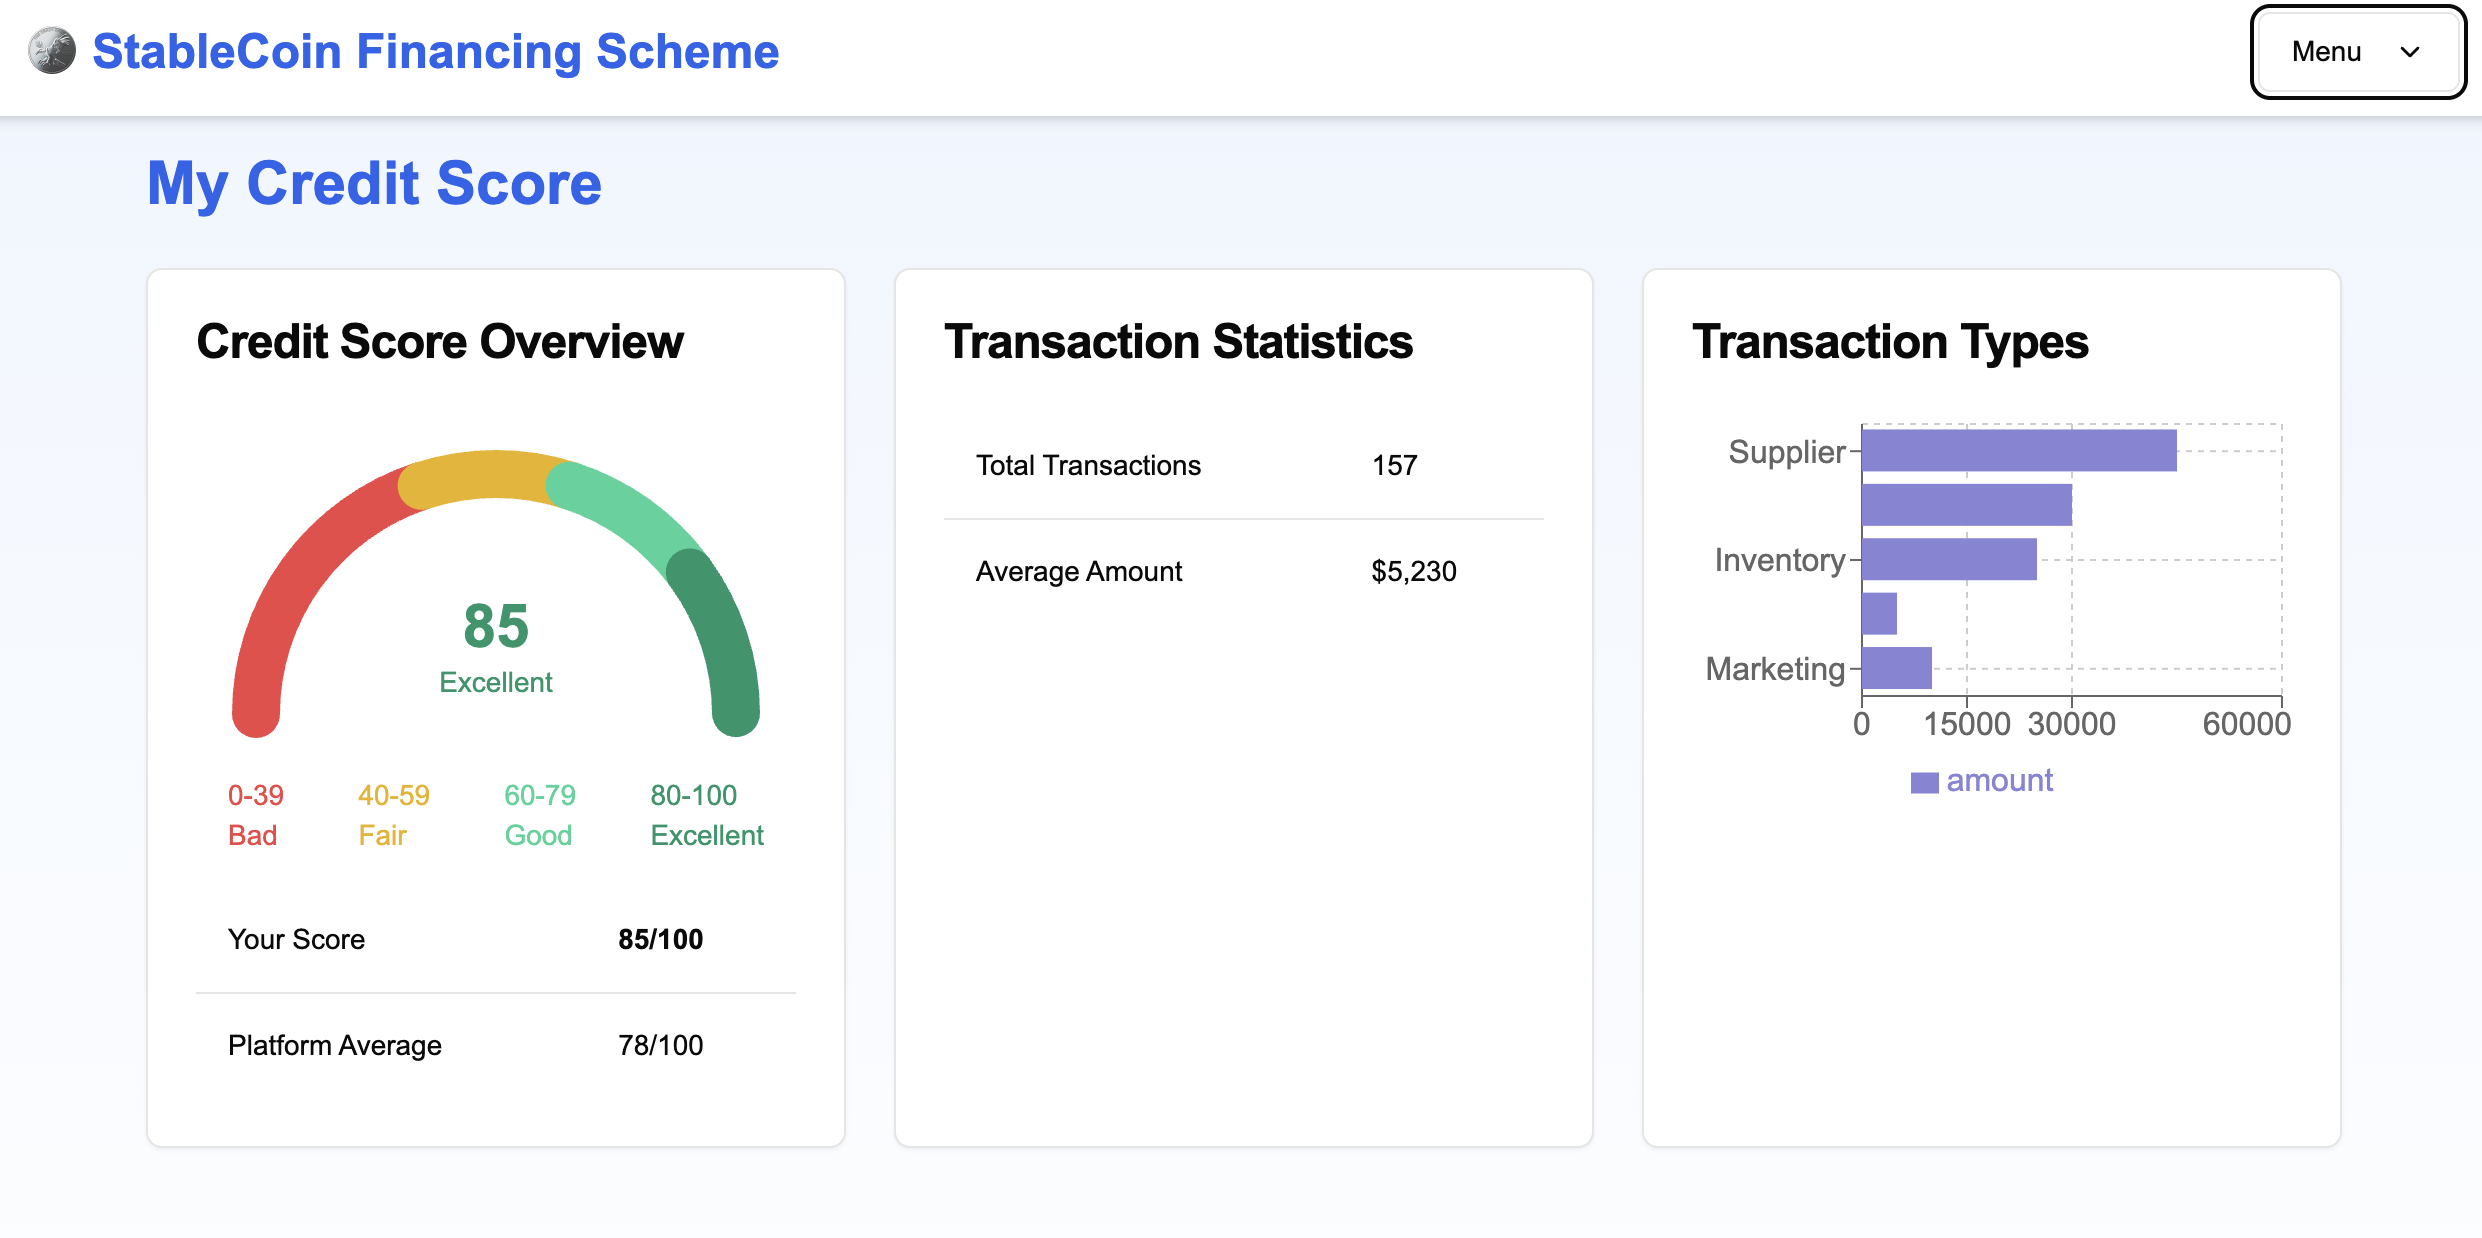 StableCoin Financing Scheme
Menu
My Credit Score
Credit Score Overview
85
Excellent
0-39 40-59 60-79 80-100
Bad Fair Good Excellent
Your Score 85/100
Platform Average 78/100
Transaction Statistics
Total Transactions 157
Average Amount $5,230
Transaction Types
Supplier
Inventory
Marketing
0 15000 30000 60000
amount